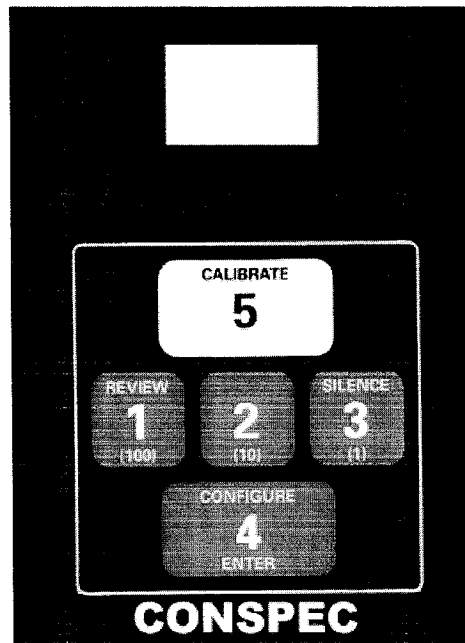 CALIBRATE
5
REVIEW
1
(100)
2
(10)
SILENCE
3
(1)
CONFIGURE
4
ENTER
CONSPEC